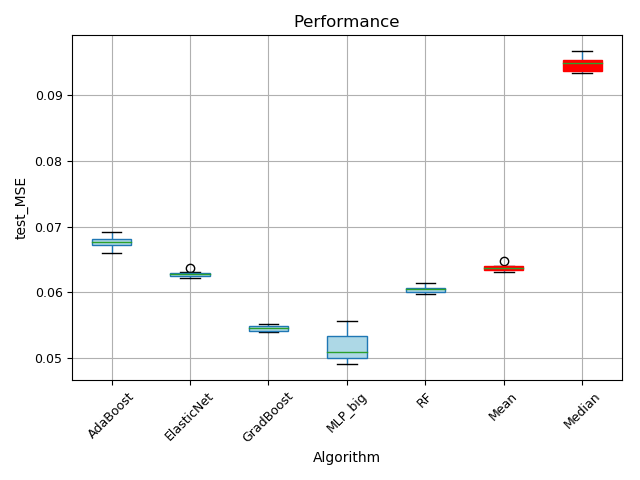 Performance
test_MSE
0.09
0.08
0.07
0.06
0.05
AdaBoost
ElasticNet
GradBoost
MLP_big
RF
Mean
Median
Algorithm